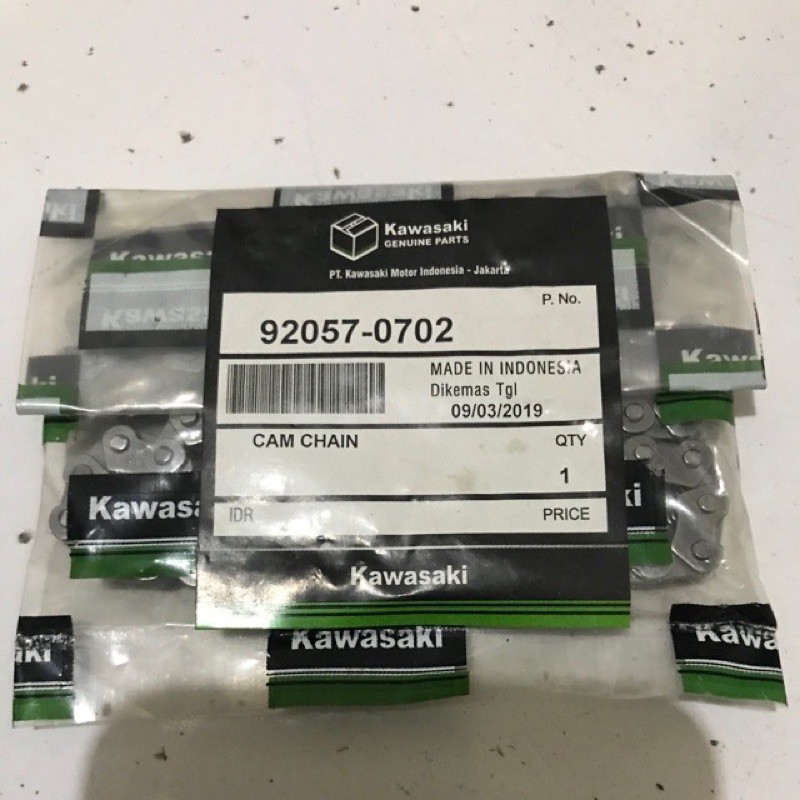 Kawasaki
Kawasaki
GENUINE PARTS
PT. Kawasaki Motor Indonesia - Jakarta
P. No.
92057-0702
MADE IN INDONESIA
Dikemas Tgl
09/03/2019
CAM CHAIN
QTY
1
IDR
PRICE
Kawasaki
Kawasaki